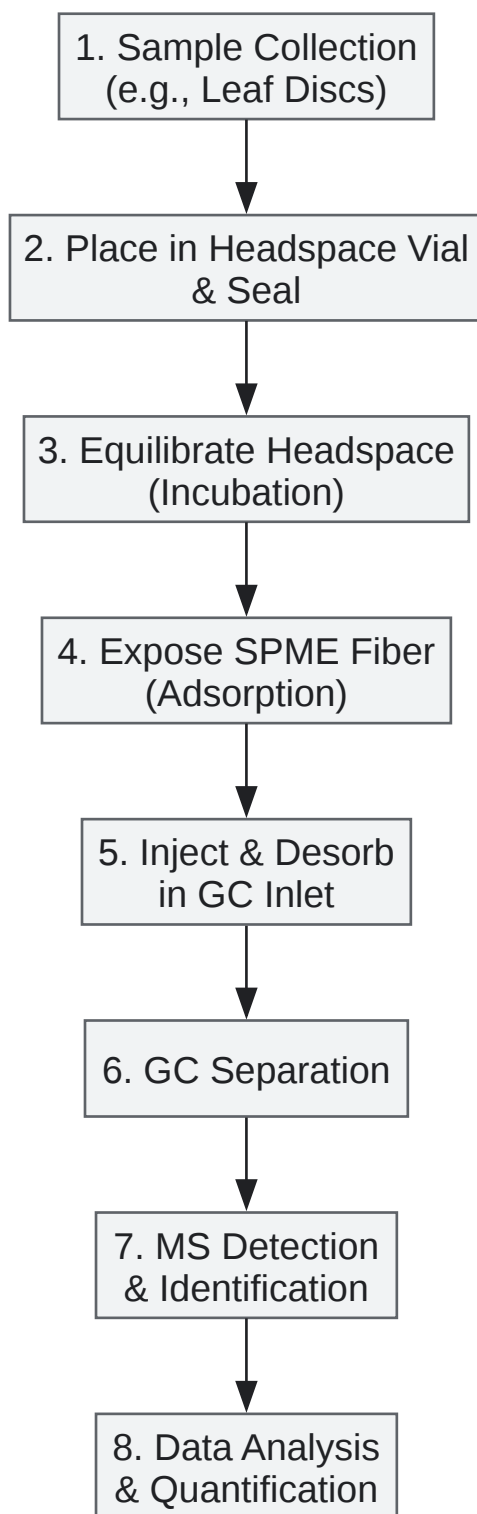 1. Sample Collection
(e.g., Leaf Discs)
2. Place in Headspace Vial
& Seal
3. Equilibrate Headspace
(Incubation)
4. Expose SPME Fiber
(Adsorption)
5. Inject & Desorb
in GC Inlet
6. GC Separation
7. MS Detection
& Identification
8. Data Analysis
& Quantification